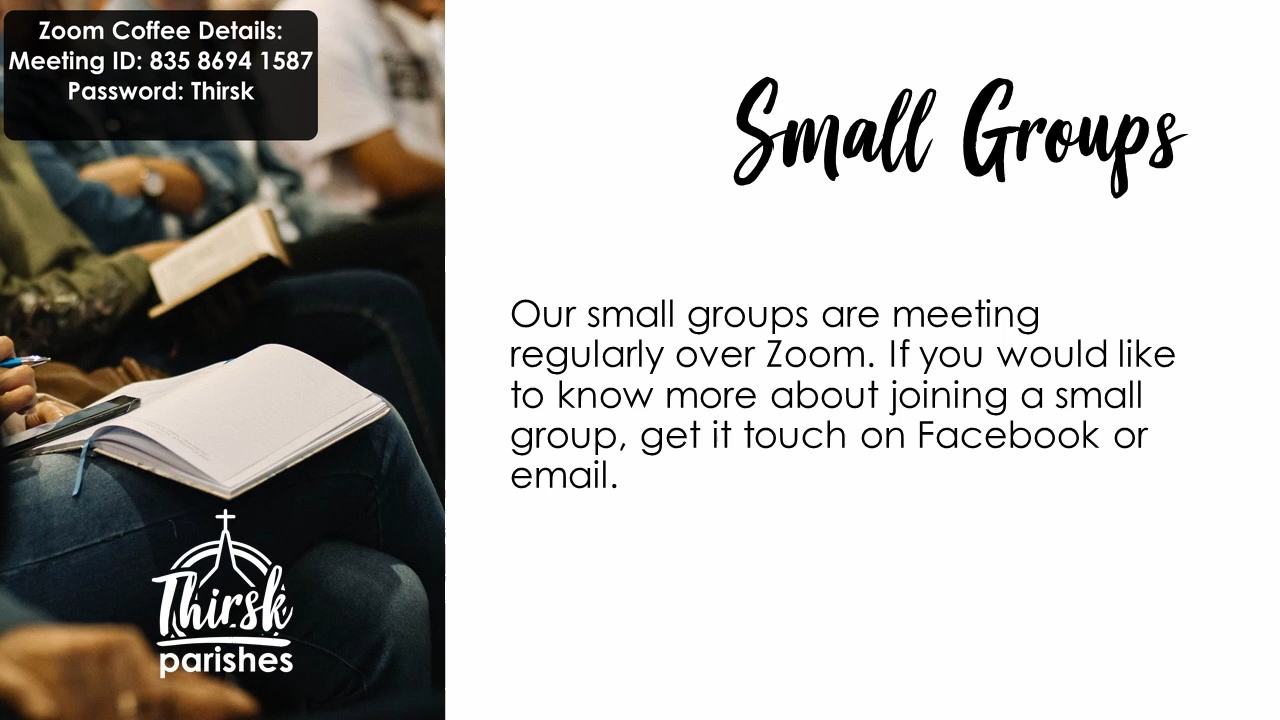 Zoom Coffee Details:
Meeting ID: 835 8694 1587
Password: Thirsk
Small Groups
Our small groups are meeting
regularly over Zoom. If you would like
to know more about joining a small
group, get it touch on Facebook or
email.
Thirsk
parishes